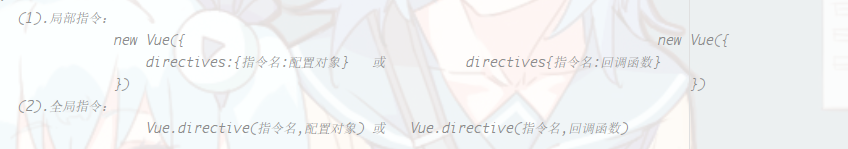 (1).局部指令：
new Vue({ new Vue({
directives:{指令名:配置对象} 或 directives{指令名:回调函数}
}) })
(2).全局指令：
Vue.directive(指令名,配置对象) 或 Vue.directive(指令名,回调函数)